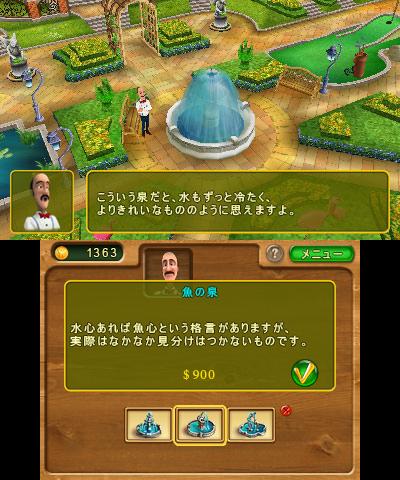 こういう泉だと、水もずっと冷たく、
よりきれいなもののように思えますよ。
1363
?
メニュー
魚の泉
水心あれば魚心という格言がありますが、
実際はなかなか見分けはつかないものです。
$900